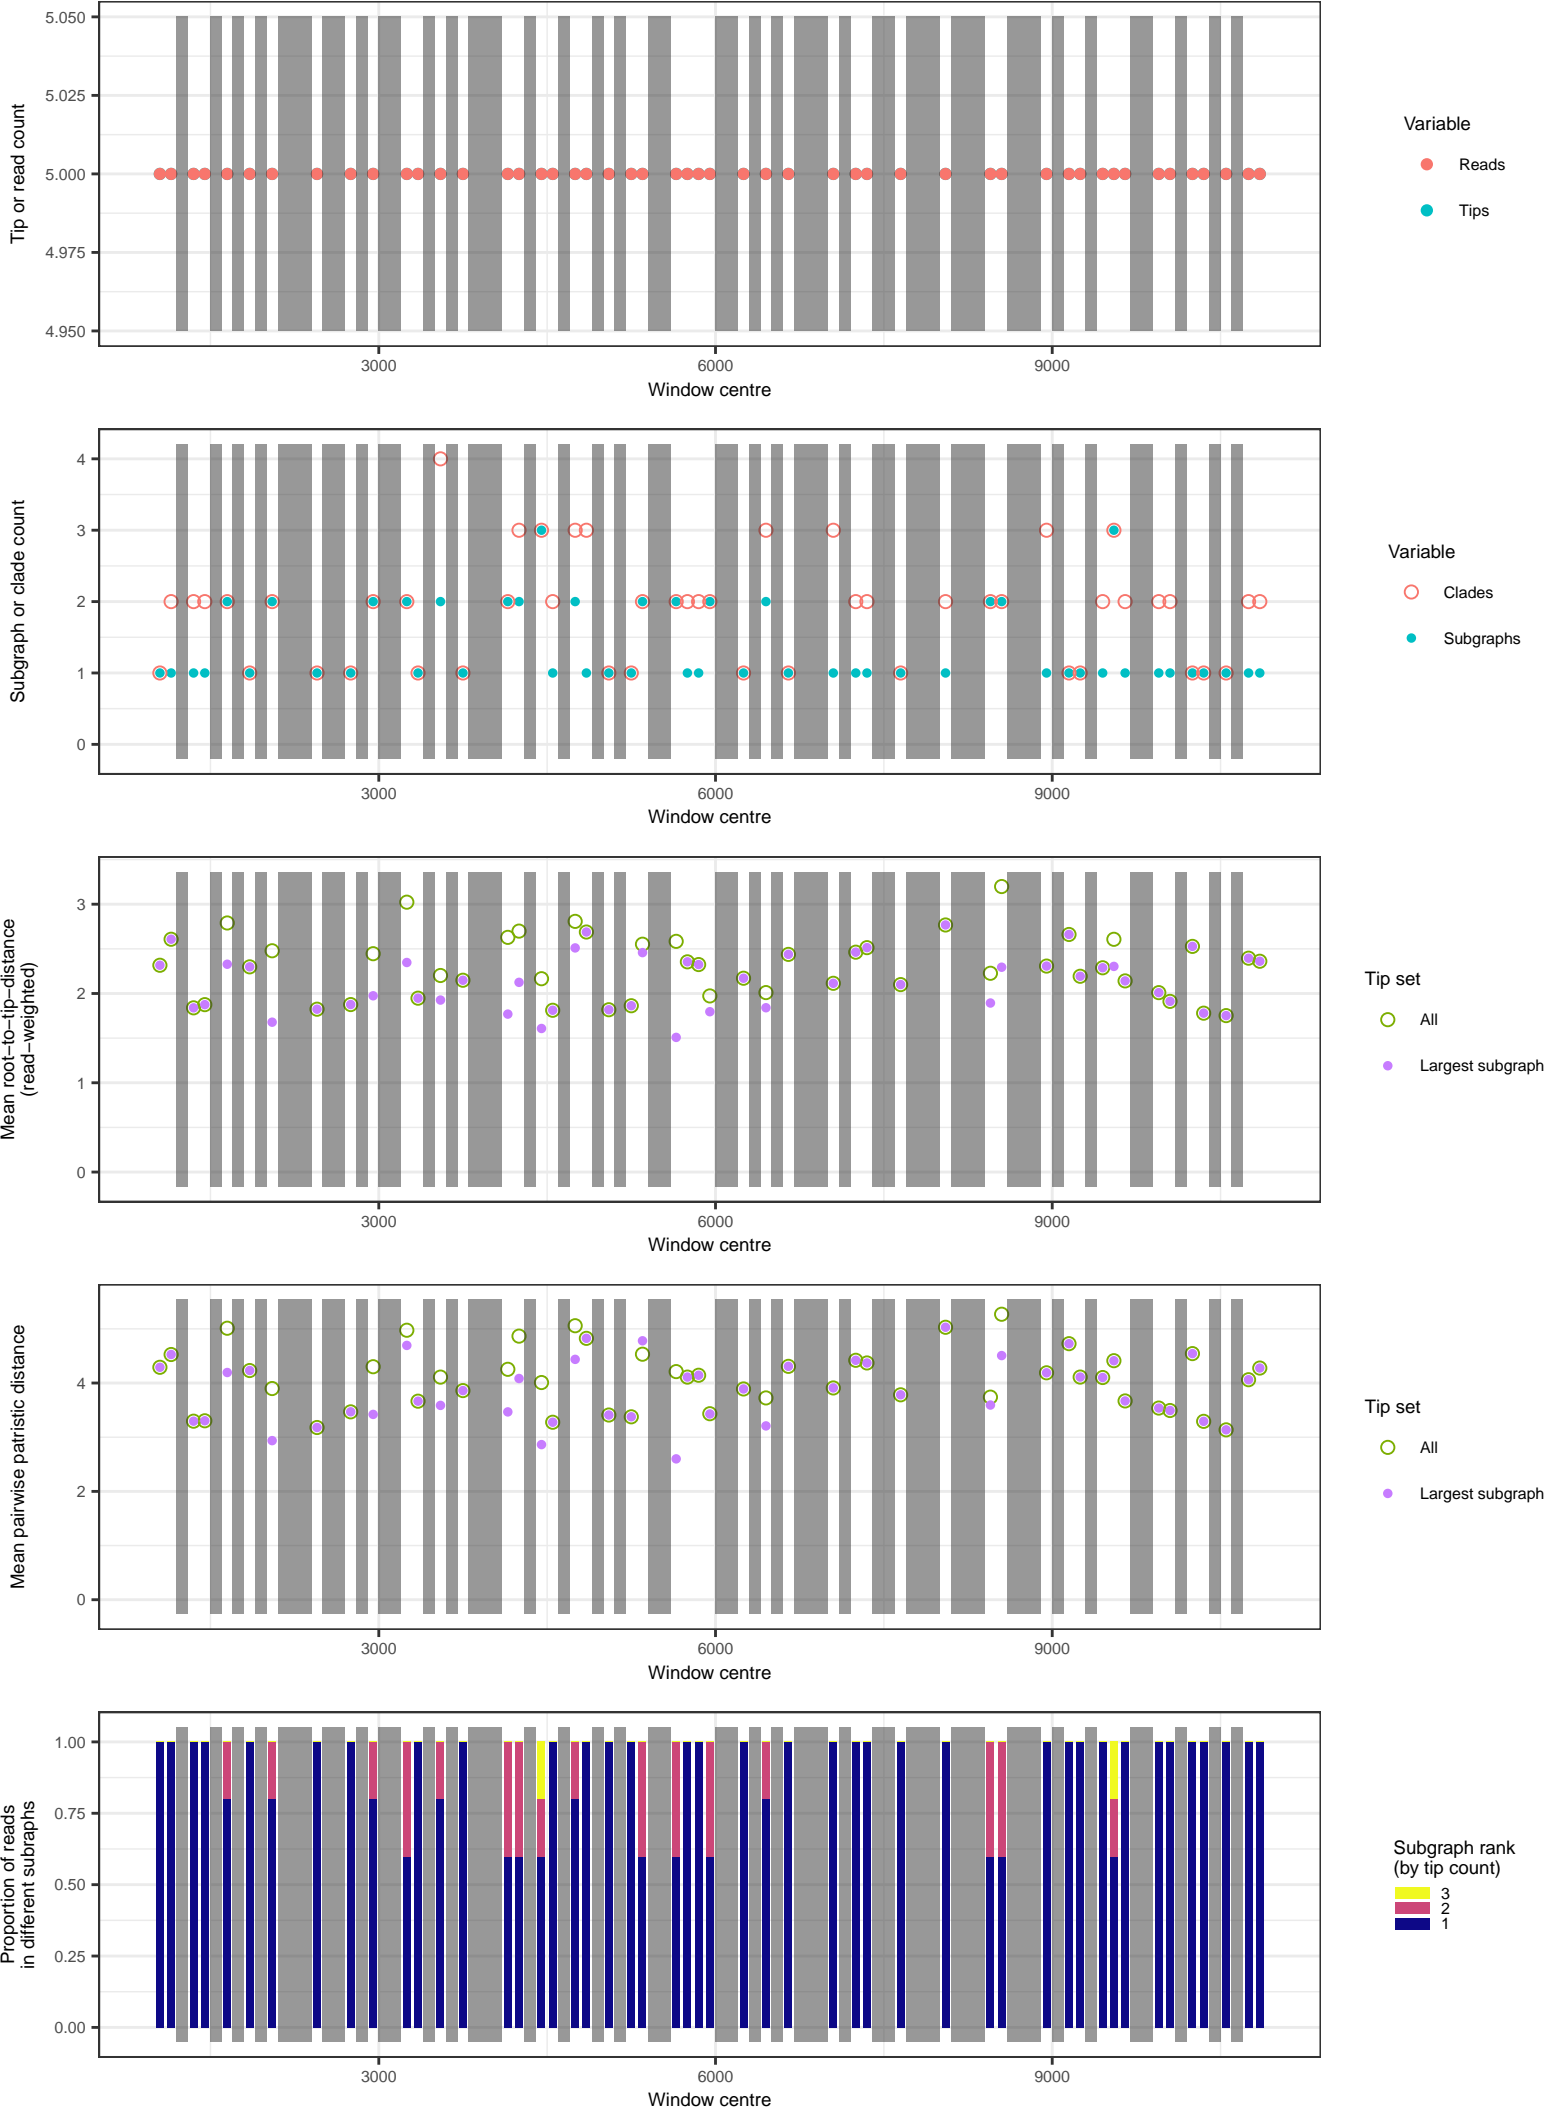 5.050
5.025
5.000
4.975
4.950
Tip or read count
3000
6000
9000
Window centre
Variable
Reads
Tips
4
3
2
1
0
Subgraph or clade count
3000
6000
9000
Window centre
Variable
Clades
Subgraphs
3
2
1
0
Mean root−to−tip−distance
(read−weighted)
3000
6000
9000
Window centre
Tip set
All
Largest subgraph
4
2
0
Mean pairwise patristic distance
3000
6000
9000
Window centre
Tip set
All
Largest subgraph
1.00
0.75
0.50
0.25
0.00
Proportion of reads
in different subraphs
3000
6000
9000
Window centre
Subgraph rank
(by tip count)
3
2
1